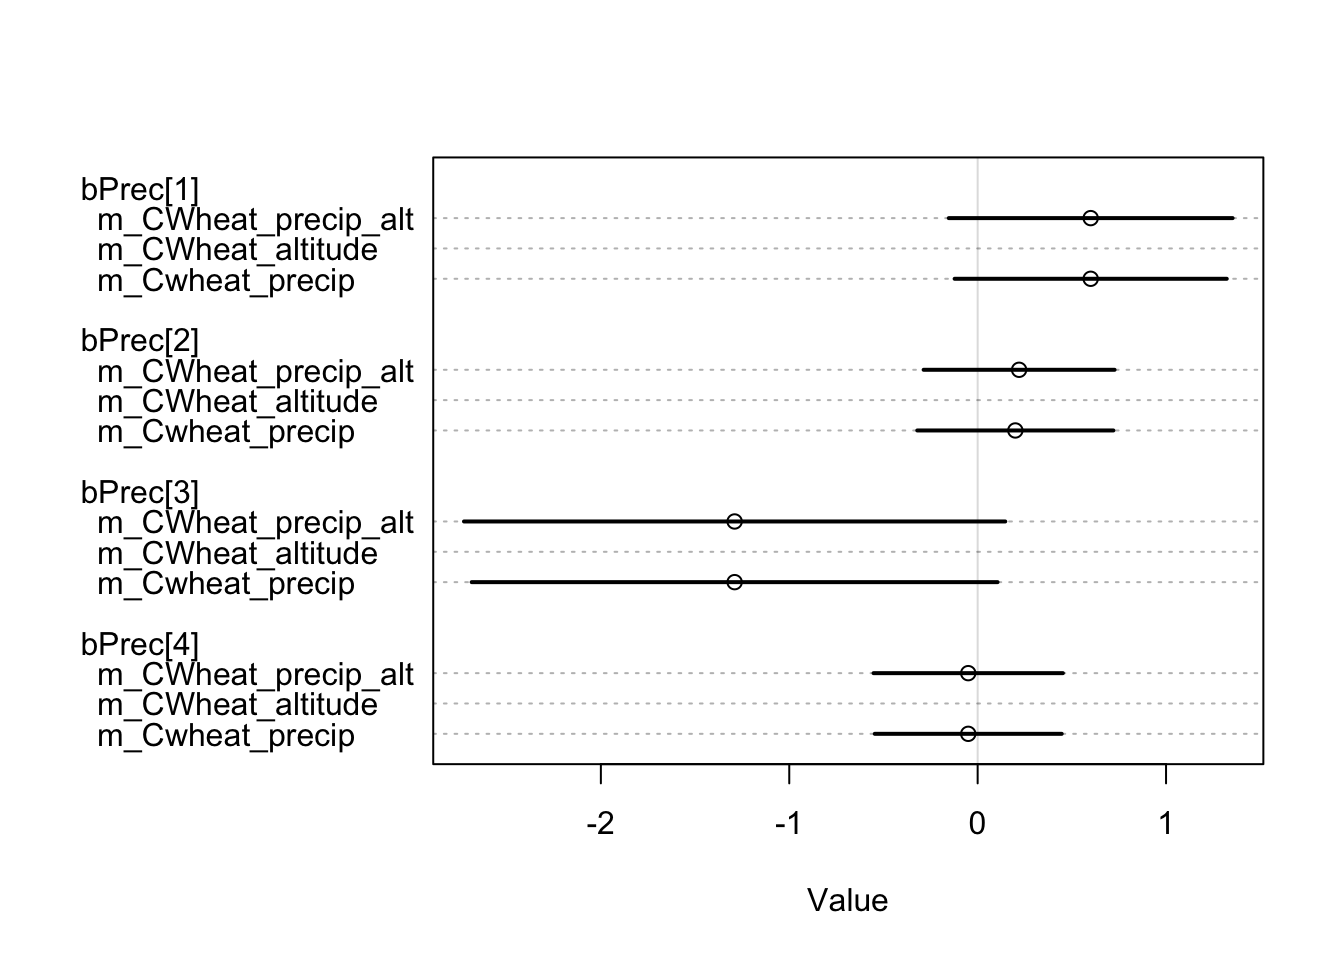 bPrec[1]
m_CWheat_precip_alt
m_CWheat_altitude
m_Cwheat_precip
bPrec[2]
m_CWheat_precip_alt
m_CWheat_altitude
m_Cwheat_precip
bPrec[3]
m_CWheat_precip_alt
m_CWheat_altitude
m_Cwheat_precip
bPrec[4]
m_CWheat_precip_alt
m_CWheat_altitude
m_Cwheat_precip
-2 -1 0 1
Value